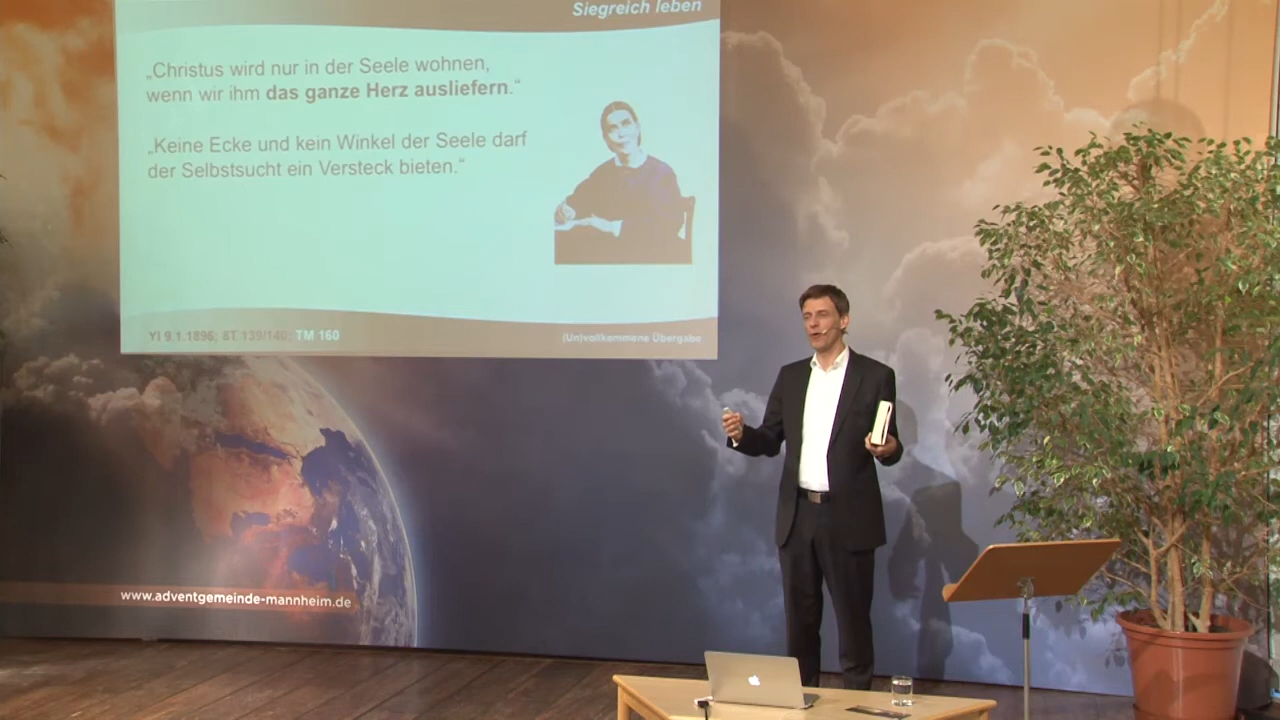 Siegreich leben
„Christus wird nur in der Seele wohnen,
wenn wir ihm das ganze Herz ausliefern.“
„Keine Ecke und kein Winkel der Seele darf
der Selbstsucht ein Versteck bieten.“
YI 9.1.1896; 8T 139/140; TM 160
(Un)vollkommene Übergabe
www.adventgemeinde-mannheim.de